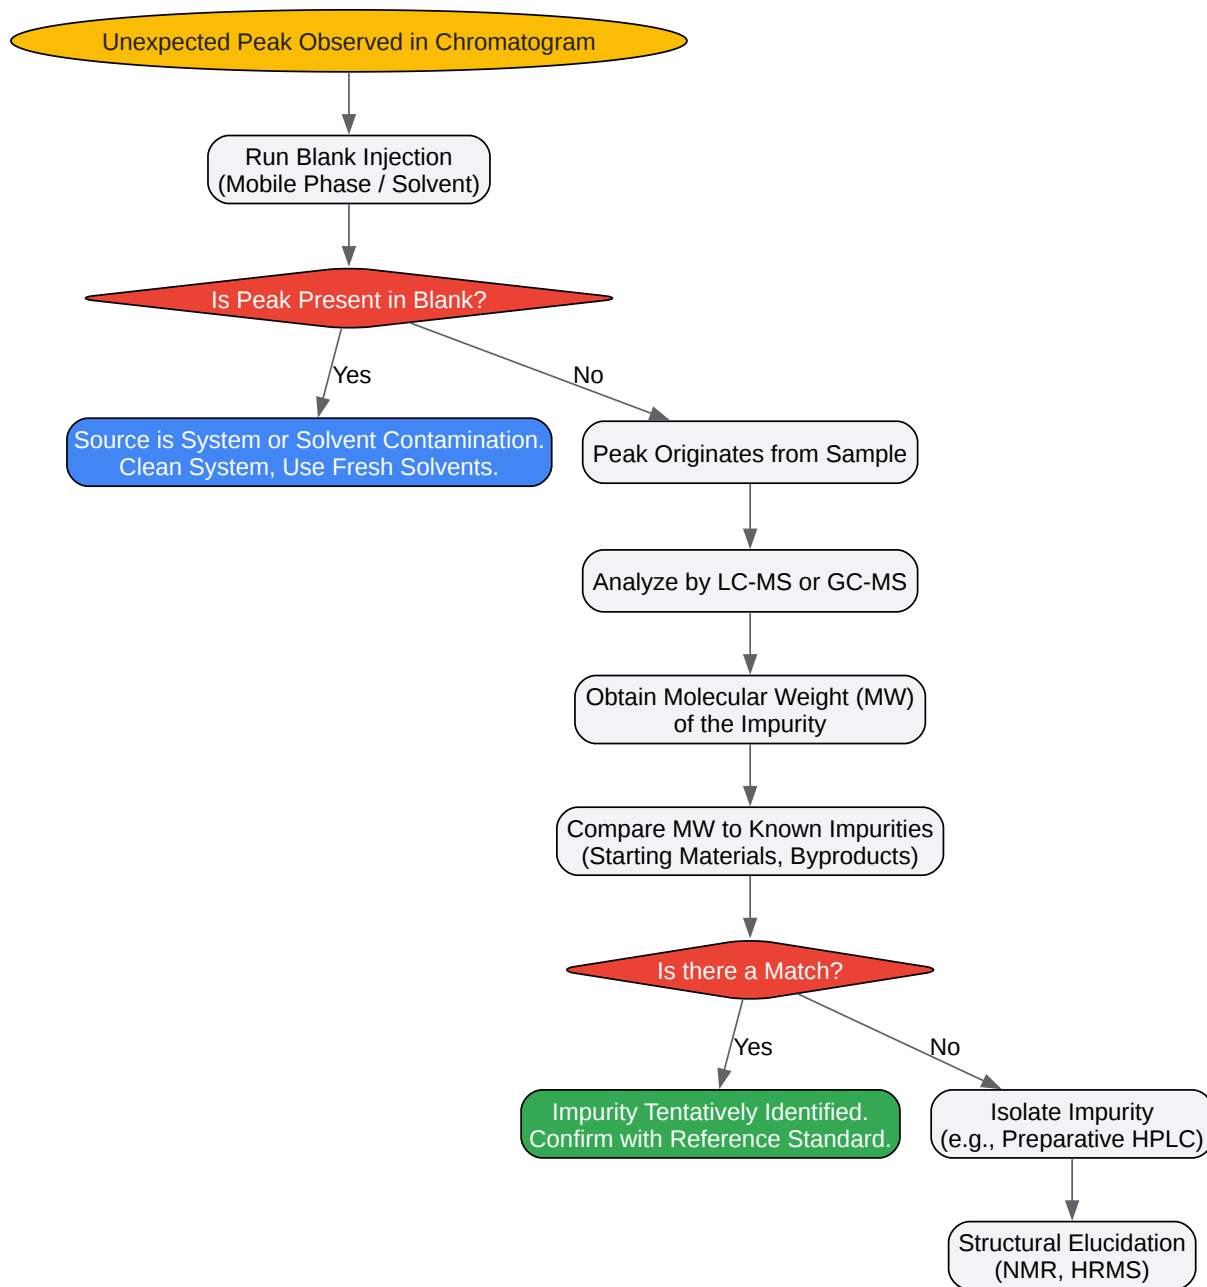 Unexpected Peak Observed in Chromatogram
Run Blank Injection
(Mobile Phase / Solvent)
Is Peak Present in Blank?
Yes
No
Source is System or Solvent Contamination.
Clean System, Use Fresh Solvents.
Peak Originates from Sample
Analyze by LC-MS or GC-MS
Obtain Molecular Weight (MW)
of the Impurity
Compare MW to Known Impurities
(Starting Materials, Byproducts)
Is there a Match?
Yes
No
Impurity Tentatively Identified.
Confirm with Reference Standard.
Isolate Impurity
(e.g., Preparative HPLC)
Structural Elucidation
(NMR, HRMS)